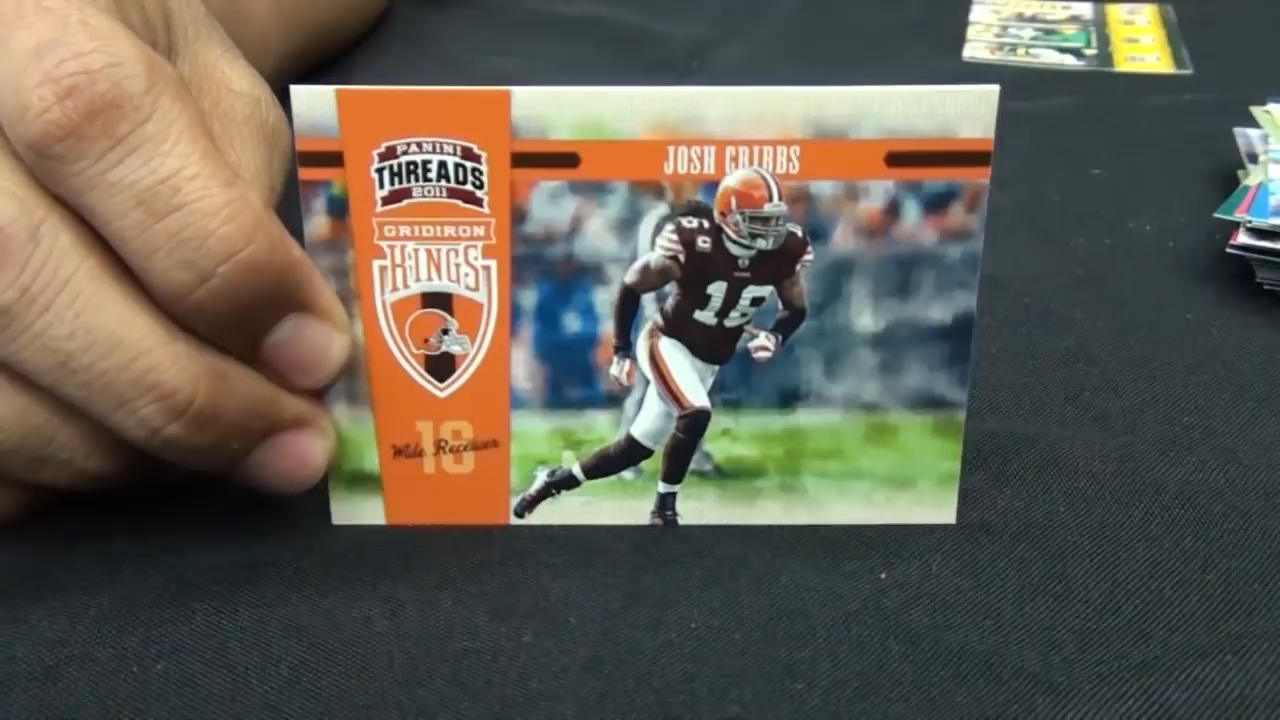 PANINI
THREADS
2011
GRIDIRON
KINGS
16
Wide Receiver
JOSH CRIBBS
16